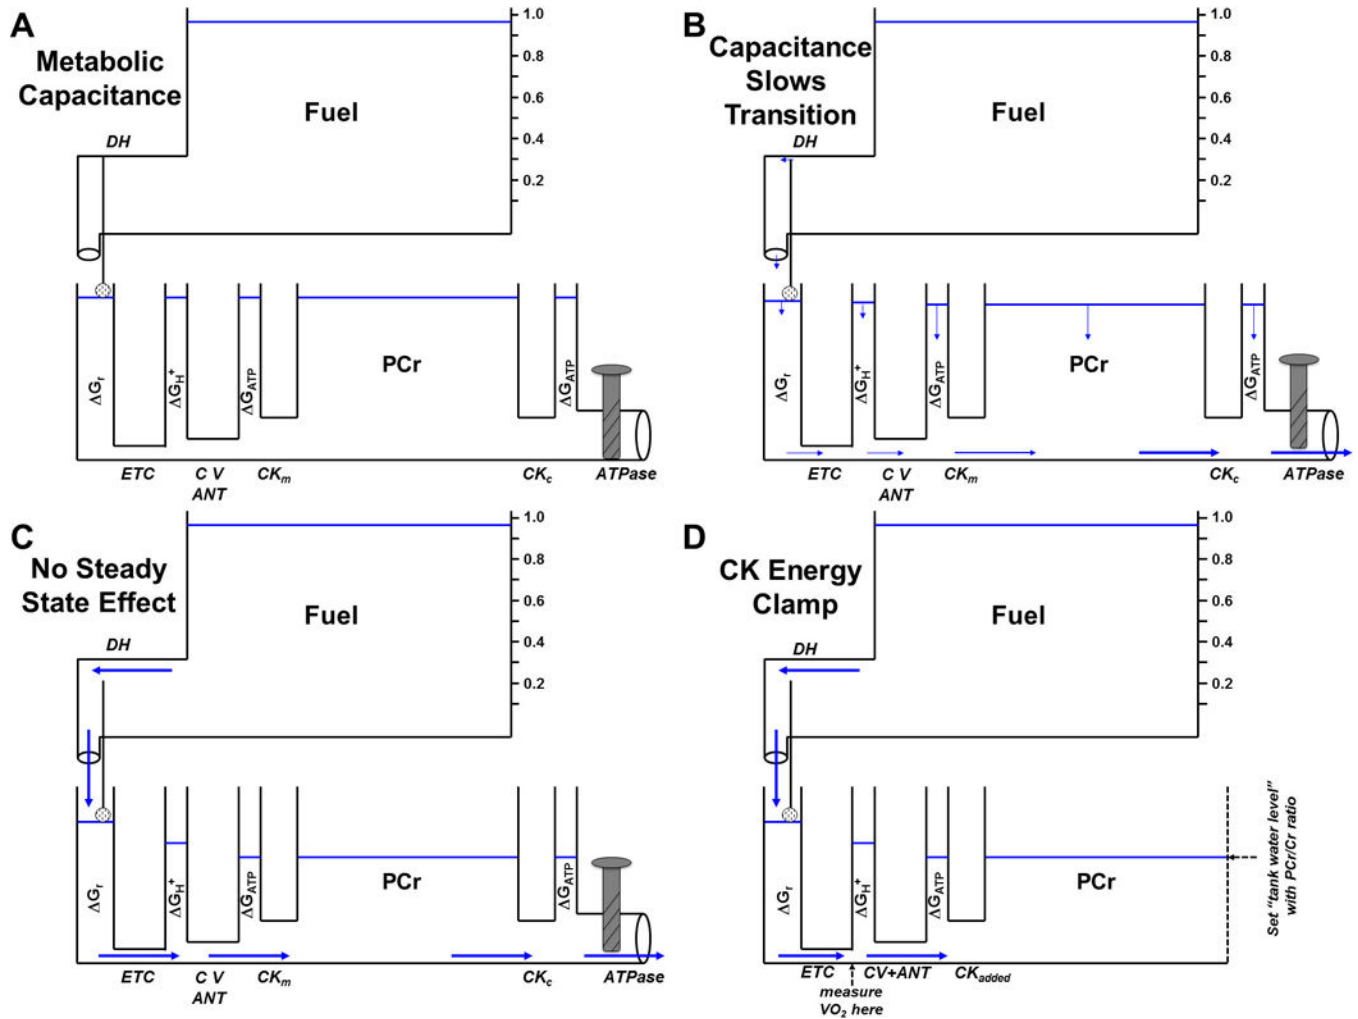 A
Metabolic
Capacitance
1.0
0.8
0.6
0.4
0.2
Fuel
DH
ΔGr
ΔGH+
ΔGATP
PCr
ΔGATP
ETC
C V
ANT
CKm
CKc
ATPase
B
Capacitance
Slows
Transition
1.0
0.8
0.6
0.4
0.2
Fuel
DH
ΔGr
ΔGH+
ΔGATP
PCr
ΔGATP
ETC
C V
ANT
CKm
CKc
ATPase
C
No Steady
State Effect
1.0
0.8
0.6
0.4
0.2
Fuel
DH
ΔGr
ΔGH+
ΔGATP
PCr
ΔGATP
ETC
C V
ANT
CKm
CKc
ATPase
D
CK Energy
Clamp
1.0
0.8
0.6
0.4
0.2
Fuel
DH
ΔGr
ΔGH+
ΔGATP
PCr
Set “tank water level”
with PCr/Cr ratio
ETC
CV+ANT
CKadded
measure
VO2 here